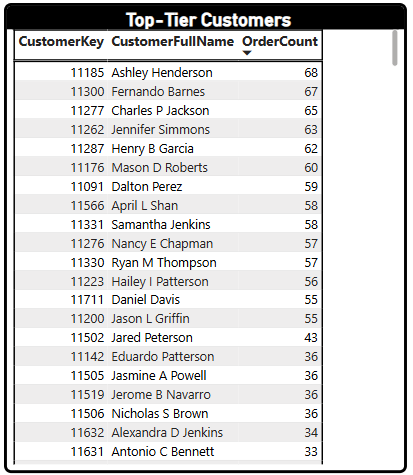 Top-Tier Customers
CustomerKey CustomerFullName OrderCount
11185 Ashley Henderson 68
11300 Fernando Barnes 67
11277 Charles P Jackson 65
11262 Jennifer Simmons 63
11287 Henry B Garcia 62
11176 Mason D Roberts 60
11091 Dalton Perez 59
11566 April L Shan 58
11331 Samantha Jenkins 58
11276 Nancy E Chapman 57
11330 Ryan M Thompson 57
11223 Hailey I Patterson 56
11711 Daniel Davis 55
11200 Jason L Griffin 55
11502 Jared Peterson 43
11142 Eduardo Patterson 36
11505 Jasmine A Powell 36
11519 Jerome B Navarro 36
11506 Nicholas S Brown 36
11632 Alexandra D Jenkins 34
11631 Antonio C Bennett 33